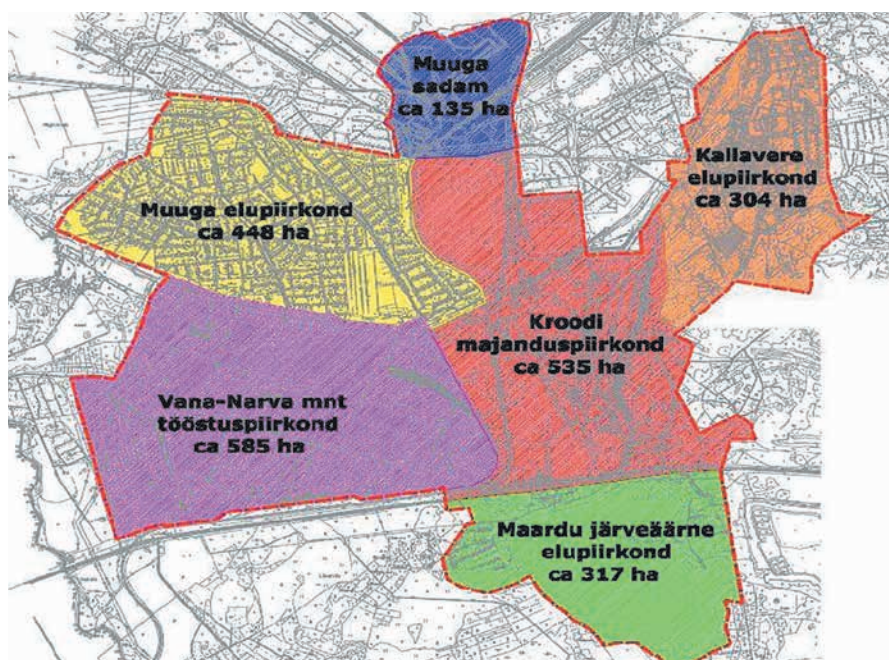 Muuga
sadam
ca 135 ha
Kallavere
elupiirkond
ca 304 ha
Muuga elupiirkond
ca 448 ha
Kroodi
majanduspiirkond
ca 535 ha
Vana-Narva mnt
tööstuspiirkond
ca 585 ha
Maardu järveäärne
elupiirkond
ca 317 ha